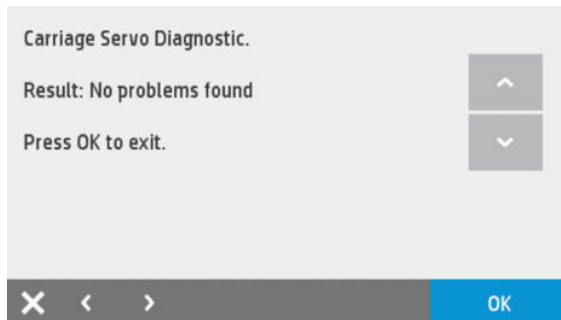 Carriage Servo Diagnostic.
Result: No problems found
Press OK to exit.
OK